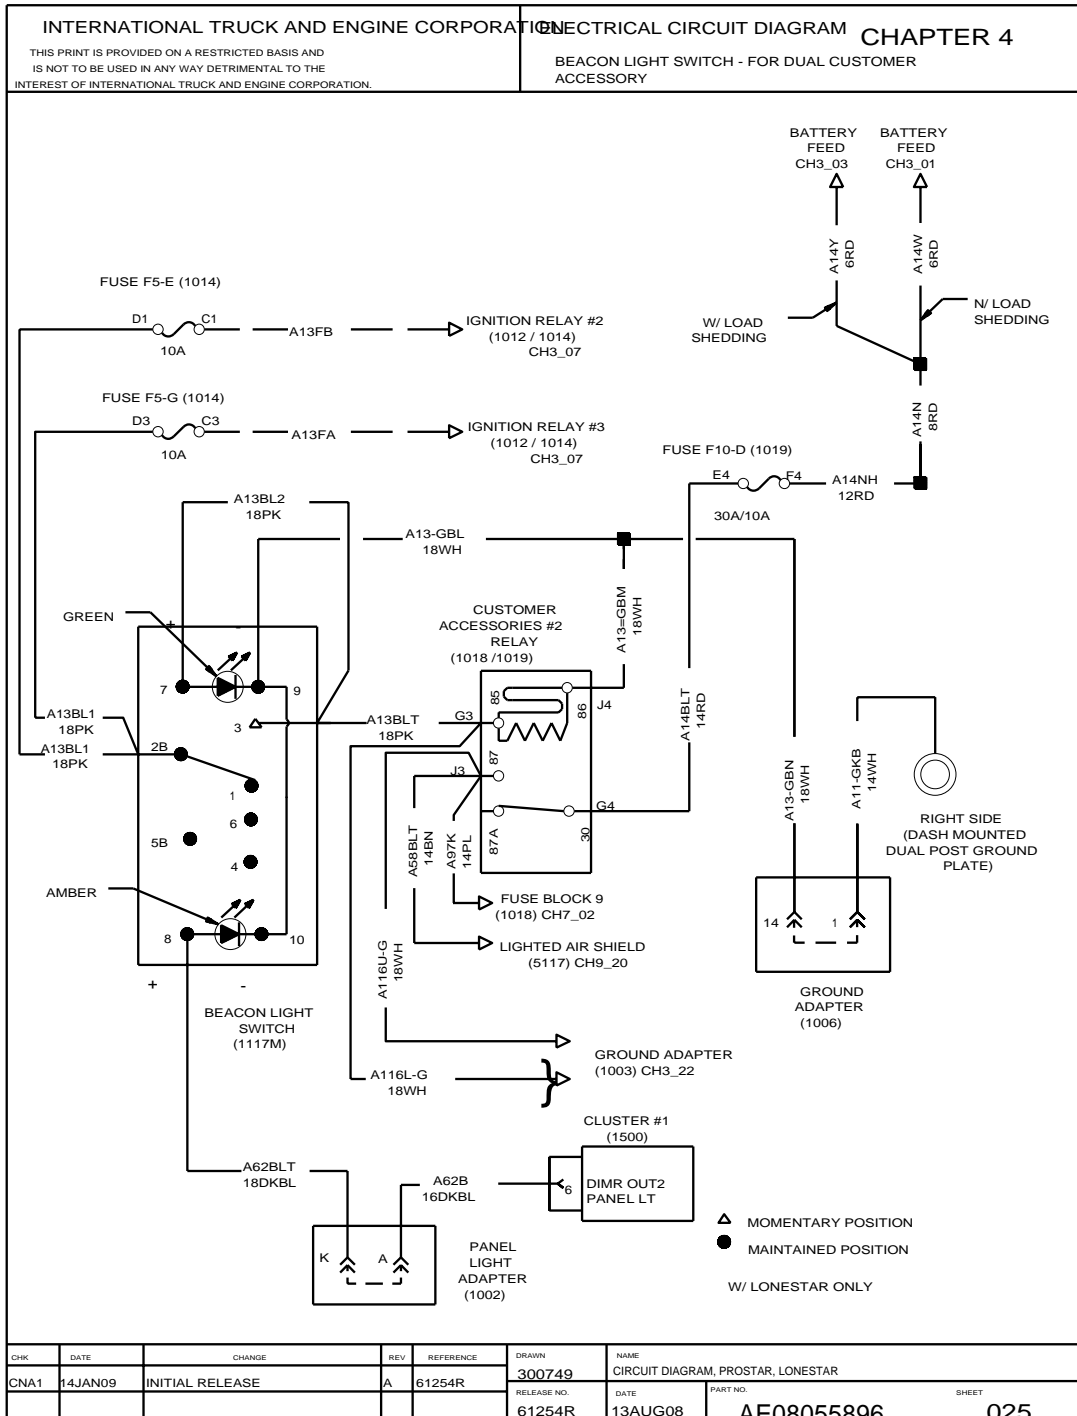 INTERNATIONAL TRUCK AND ENGINE CORPORATION
THIS PRINT IS PROVIDED ON A RESTRICTED BASIS AND
IS NOT TO BE USED IN ANY WAY DETRIMENTAL TO THE
INTEREST OF INTERNATIONAL TRUCK AND ENGINE CORPORATION.
ELECTRICAL CIRCUIT DIAGRAM
CHAPTER 4
BEACON LIGHT SWITCH - FOR DUAL CUSTOMER
ACCESSORY
BATTERY
FEED
CH3_03
BATTERY
FEED
CH3_01
A14Y
6RD
A14W
6RD
W/ LOAD
SHEDDING
N/ LOAD
SHEDDING
A14N
8RD
FUSE F5-E (1014)
D1
C1
10A
A13FB
IGNITION RELAY #2
(1012 / 1014)
CH3_07
FUSE F5-G (1014)
D3
C3
10A
A13FA
IGNITION RELAY #3
(1012 / 1014)
CH3_07
FUSE F10-D (1019)
E4
F4
30A/10A
A14NH
12RD
A13BL2
18PK
A13-GBL
18WH
A13=GBM
18WH
GREEN
+
-
7
9
3
A13BL1
18PK
A13BL1
18PK
2B
1
6
5B
4
AMBER
8
10
+
-
BEACON LIGHT
SWITCH
(1117M)
CUSTOMER
ACCESSORIES #2
RELAY
(1018 /1019)
85
86
J4
A13BLT
18PK
G3
87
J3
87A
30
G4
A14BLT
14RD
A58BLT
14BN
A97K
14PL
FUSE BLOCK 9
(1018) CH7_02
LIGHTED AIR SHIELD
(5117) CH9_20
A116U-G
18WH
A116L-G
18WH
}
GROUND ADAPTER
(1003) CH3_22
A13-GBN
18WH
A11-GKB
14WH
RIGHT SIDE
(DASH MOUNTED
DUAL POST GROUND
PLATE)
14
1
GROUND
ADAPTER
(1006)
CLUSTER #1
(1500)
6
DIMR OUT2
PANEL LT
A62BLT
18DKBL
A62B
16DKBL
K
A
PANEL
LIGHT
ADAPTER
(1002)
MOMENTARY POSITION
MAINTAINED POSITION
W/ LONESTAR ONLY
CHK
DATE
CHANGE
REV
REFERENCE
CNA1
14JAN09
INITIAL RELEASE
A
61254R
DRAWN
300749
NAME
CIRCUIT DIAGRAM, PROSTAR, LONESTAR
RELEASE NO.
61254R
DATE
13AUG08
PART NO.
AE08055896
SHEET
025